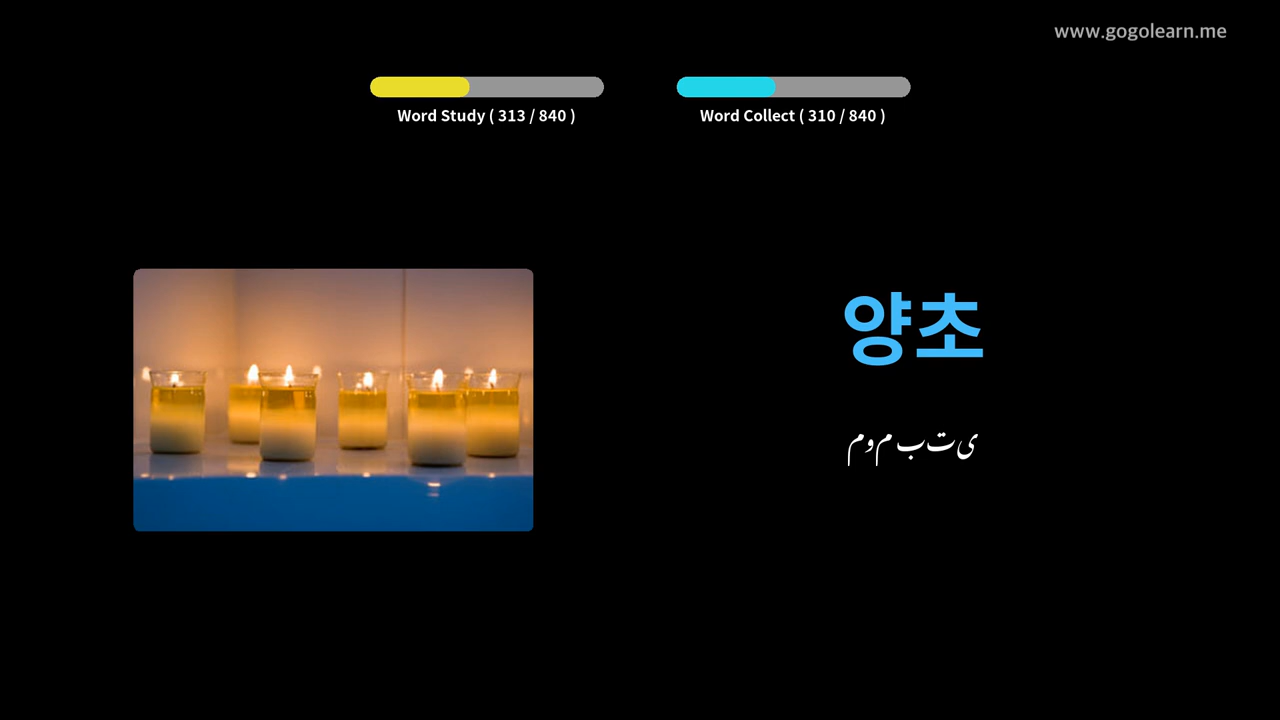 www.gogolearn.me
Word Study ( 313 / 840 )
Word Collect ( 310 / 840 )
양초
موم بتی